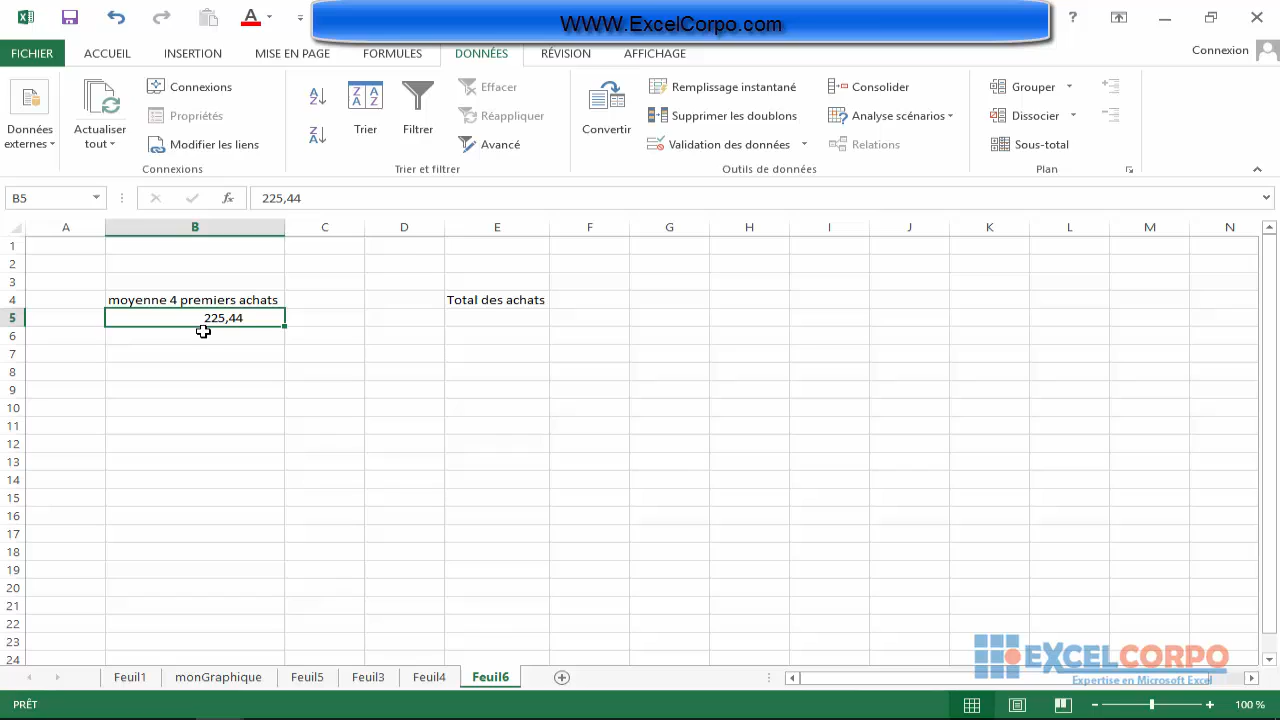 WWW.ExcelCorpo.com
A
?
Connexion
FICHIER ACCUEIL INSERTION MISE EN PAGE FORMULES DONNÉES RÉVISION AFFICHAGE
Données externes
Actualiser tout
Connexions
Propriétés
Modifier les liens
Connexions
Trier
Filtrer
Effacer
Réappliquer
Avancé
Trier et filtrer
Convertir
Remplissage instantané
Supprimer les doublons
Validation des données
Consolider
Analyse scénarios
Relations
Outils de données
Grouper
Dissocier
Sous-total
Plan
B5 fx 225,44
A B C D E F G H I J K L M N
1
2
3
4 moyenne 4 premiers achats Total des achats
5 225,44
6
7
8
9
10
11
12
13
14
15
16
17
18
19
20
21
22
23
24
EXCELCORPO
Expertise en Microsoft Excel
Feuil1 monGraphique Feuil5 Feuil3 Feuil4 Feuil6
PRÊT 100 %